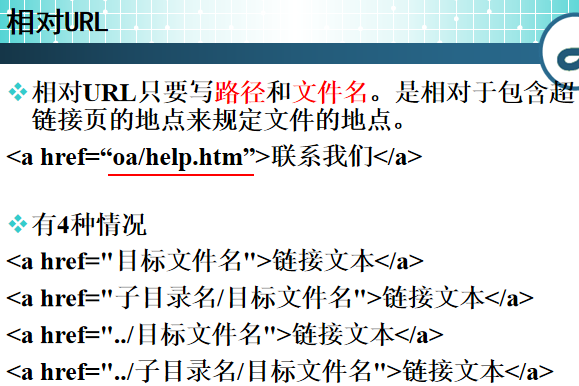 相对URL
相对URL只要写路径和文件名。是相对于包含超
链接页的地点来规定文件的地点。
<a href=“oa/help.htm”>联系我们</a>
有4种情况
<a href="目标文件名">链接文本</a>
<a href="子目录名/目标文件名">链接文本</a>
<a href="../目标文件名">链接文本</a>
<a href="../子目录名/目标文件名">链接文本</a>